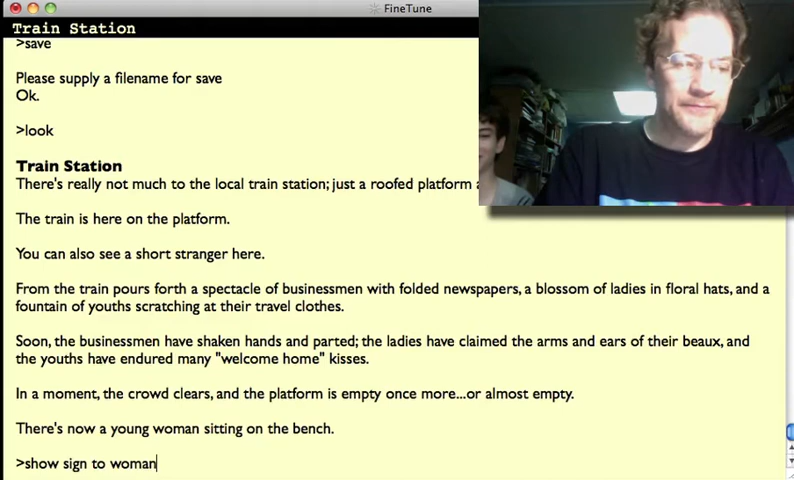 FineTune
Train Station
>save
Please supply a filename for save
Ok.
>look
Train Station
There's really not much to the local train station; just a roofed platform
The train is here on the platform.
You can also see a short stranger here.
From the train pours forth a spectacle of businessmen with folded newspapers, a blossom of ladies in floral hats, and a
fountain of youths scratching at their travel clothes.
Soon, the businessmen have shaken hands and parted; the ladies have claimed the arms and ears of their beaux, and
the youths have endured many "welcome home" kisses.
In a moment, the crowd clears, and the platform is empty once more...or almost empty.
There's now a young woman sitting on the bench.
>show sign to woman